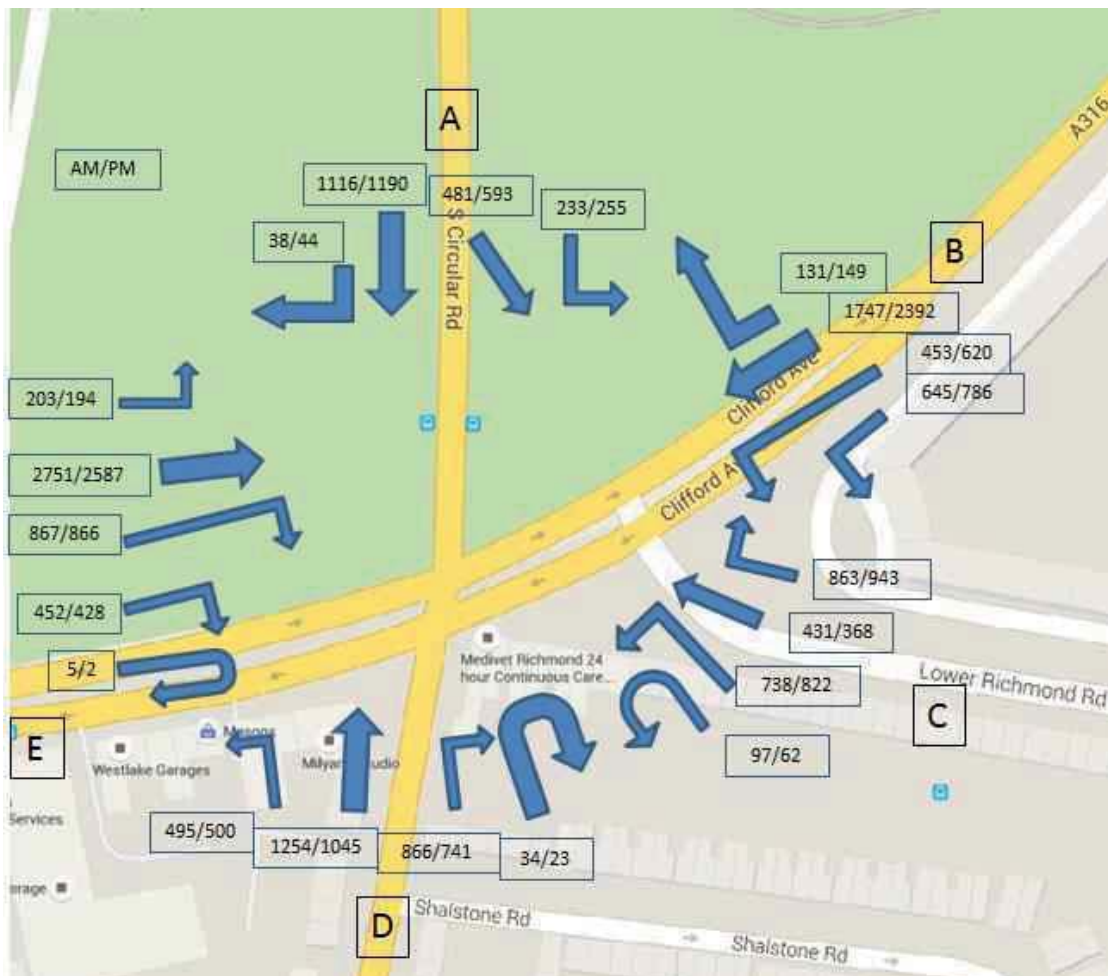 A
A316
AM/PM
1116/1190
481/593
233/255
38/44
S Circular Rd
B
131/149
1747/2392
453/620
645/786
Clifford Ave
203/194
2751/2587
867/866
Clifford Av
452/428
863/943
431/368
5/2
Medivet Richmond 24
hour Continuous Care...
738/822
Lower Richmond Rd
C
E
Westlake Garages
97/62
Services
495/500
1254/1045
866/741
34/23
orage
D
Shalstone Rd
Shalstone Rd